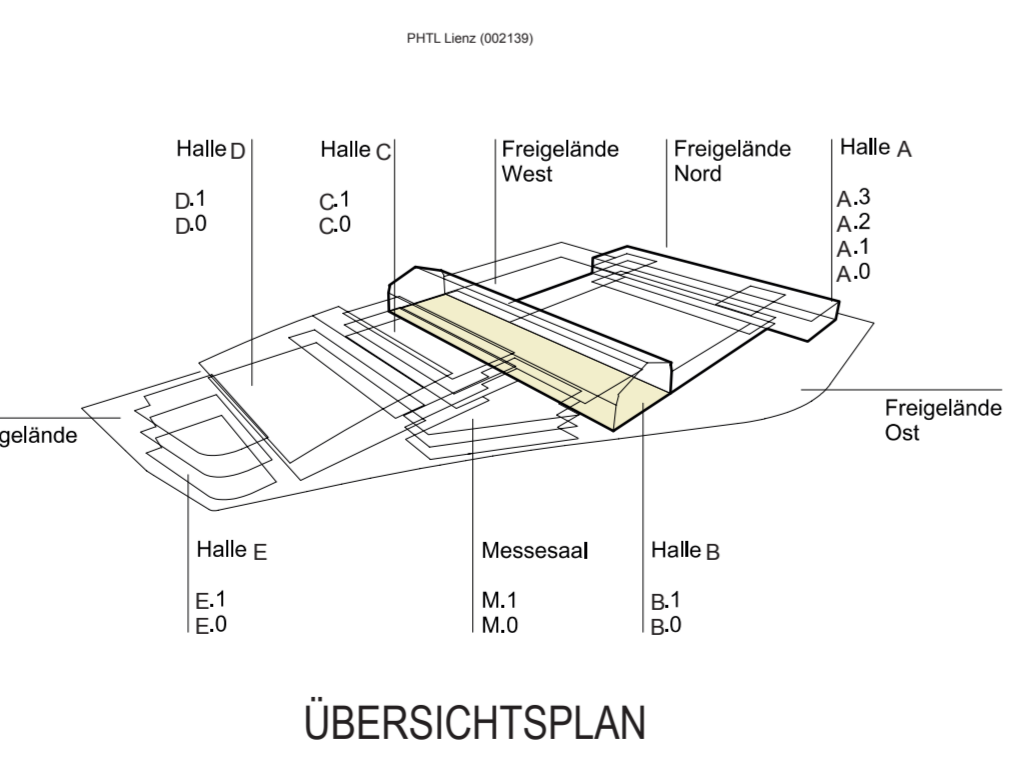 PHTL Lienz (002139)
Halle D
D.1
D.0
Halle C
C.1
C.0
Freigelände
West
Freigelände
Nord
Halle A
A.3
A.2
A.1
A.0
gelände
Freigelände
Ost
Halle E
E.1
E.0
Messesaal
M.1
M.0
Halle B
B.1
B.0
ÜBERSICHTSPLAN